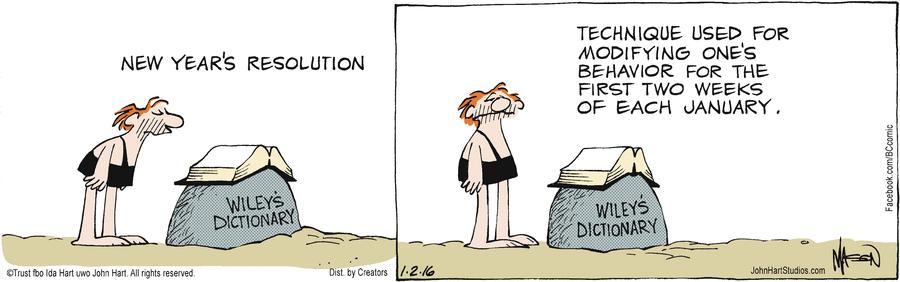 NEW YEAR'S RESOLUTION
WILEY'S
DICTIONARY
©Trust fbo Ida Hart uwo John Hart. All rights reserved.
Dist. by Creators
TECHNIQUE USED FOR
MODIFYING ONE'S
BEHAVIOR FOR THE
FIRST TWO WEEKS
OF EACH JANUARY.
WILEY'S
DICTIONARY
1·2·16
JohnHartStudios.com
MASON
Facebook.com/BCcomic